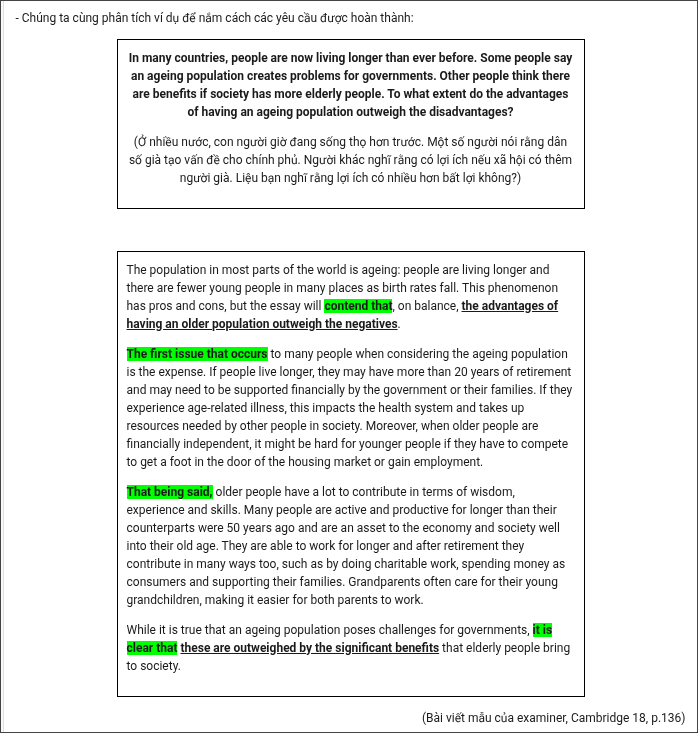 - Chúng ta cùng phân tích ví dụ để nắm cách các yêu cầu được hoàn thành:
In many countries, people are now living longer than ever before. Some people say
an ageing population creates problems for governments. Other people think there
are benefits if society has more elderly people. To what extent do the advantages
of having an ageing population outweigh the disadvantages?
(Ở nhiều nước, con người giờ đang sống thọ hơn trước. Một số người nói rằng dân
số già tạo vấn đề cho chính phủ. Người khác nghĩ rằng có lợi ích nếu xã hội có thêm
người già. Liệu bạn nghĩ rằng lợi ích có nhiều hơn bất lợi không?)
The population in most parts of the world is ageing: people are living longer and
there are fewer young people in many places as birth rates fall. This phenomenon
has pros and cons, but the essay will contend that, on balance, the advantages of
having an older population outweigh the negatives.
The first issue that occurs to many people when considering the ageing population
is the expense. If people live longer, they may have more than 20 years of retirement
and may need to be supported financially by the government or their families. If they
experience age-related illness, this impacts the health system and takes up
resources needed by other people in society. Moreover, when older people are
financially independent, it might be hard for younger people if they have to compete
to get a foot in the door of the housing market or gain employment.
That being said, older people have a lot to contribute in terms of wisdom,
experience and skills. Many people are active and productive for longer than their
counterparts were 50 years ago and are an asset to the economy and society well
into their old age. They are able to work for longer and after retirement they
contribute in many ways too, such as by doing charitable work, spending money as
consumers and supporting their families. Grandparents often care for their young
grandchildren, making it easier for both parents to work.
While it is true that an ageing population poses challenges for governments, it is
clear that these are outweighed by the significant benefits that elderly people bring
to society.
(Bài viết mẫu của examiner, Cambridge 18, p.136)